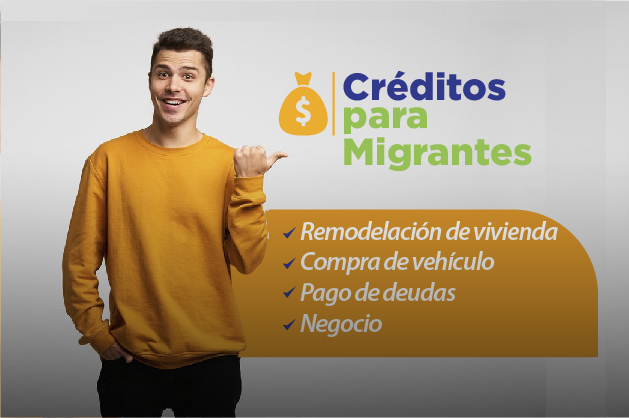 $
Créditos
para
Migrantes
Remodelación de vivienda
Compra de vehículo
Pago de deudas
Negocio